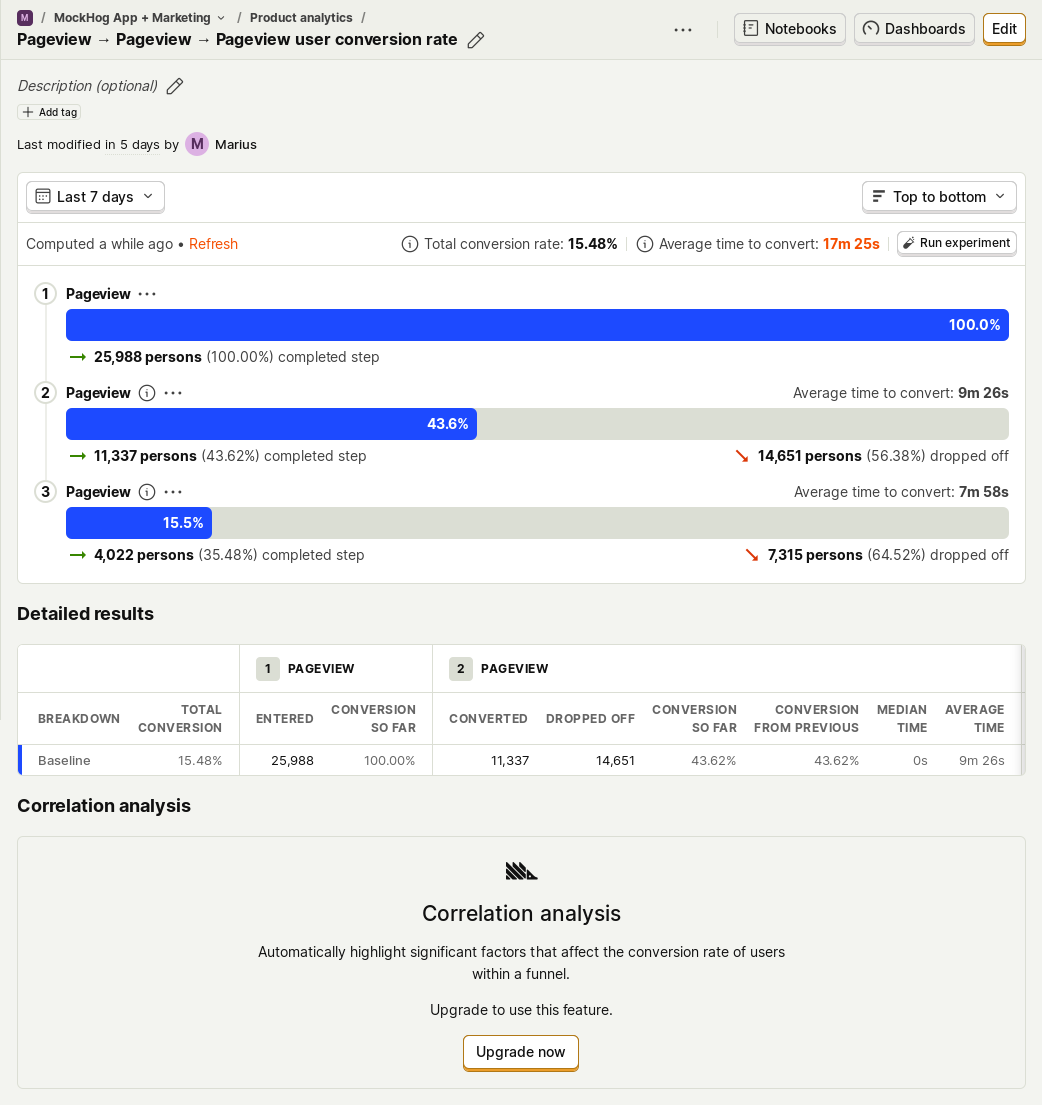 M / MockHog App + Marketing / Product analytics /
Pageview → Pageview → Pageview user conversion rate
Notebooks
Dashboards
Edit
Description (optional)
Add tag
Last modified in 5 days by M Marius
Last 7 days
Top to bottom
Computed a while ago • Refresh
Total conversion rate: 15.48%
Average time to convert: 17m 25s
Run experiment
1 Pageview
100.0%
25,988 persons (100.00%) completed step
2 Pageview
Average time to convert: 9m 26s
43.6%
11,337 persons (43.62%) completed step
14,651 persons (56.38%) dropped off
3 Pageview
Average time to convert: 7m 58s
15.5%
4,022 persons (35.48%) completed step
7,315 persons (64.52%) dropped off
Detailed results
1 PAGEVIEW
2 PAGEVIEW
BREAKDOWN
TOTAL
CONVERSION
ENTERED
CONVERSION
SO FAR
CONVERTED
DROPPED OFF
CONVERSION
SO FAR
CONVERSION
FROM PREVIOUS
MEDIAN
TIME
AVERAGE
TIME
Baseline 15.48% 25,988 100.00% 11,337 14,651 43.62% 43.62% 0s 9m 26s
Correlation analysis
Correlation analysis
Automatically highlight significant factors that affect the conversion rate of users
within a funnel.
Upgrade to use this feature.
Upgrade now